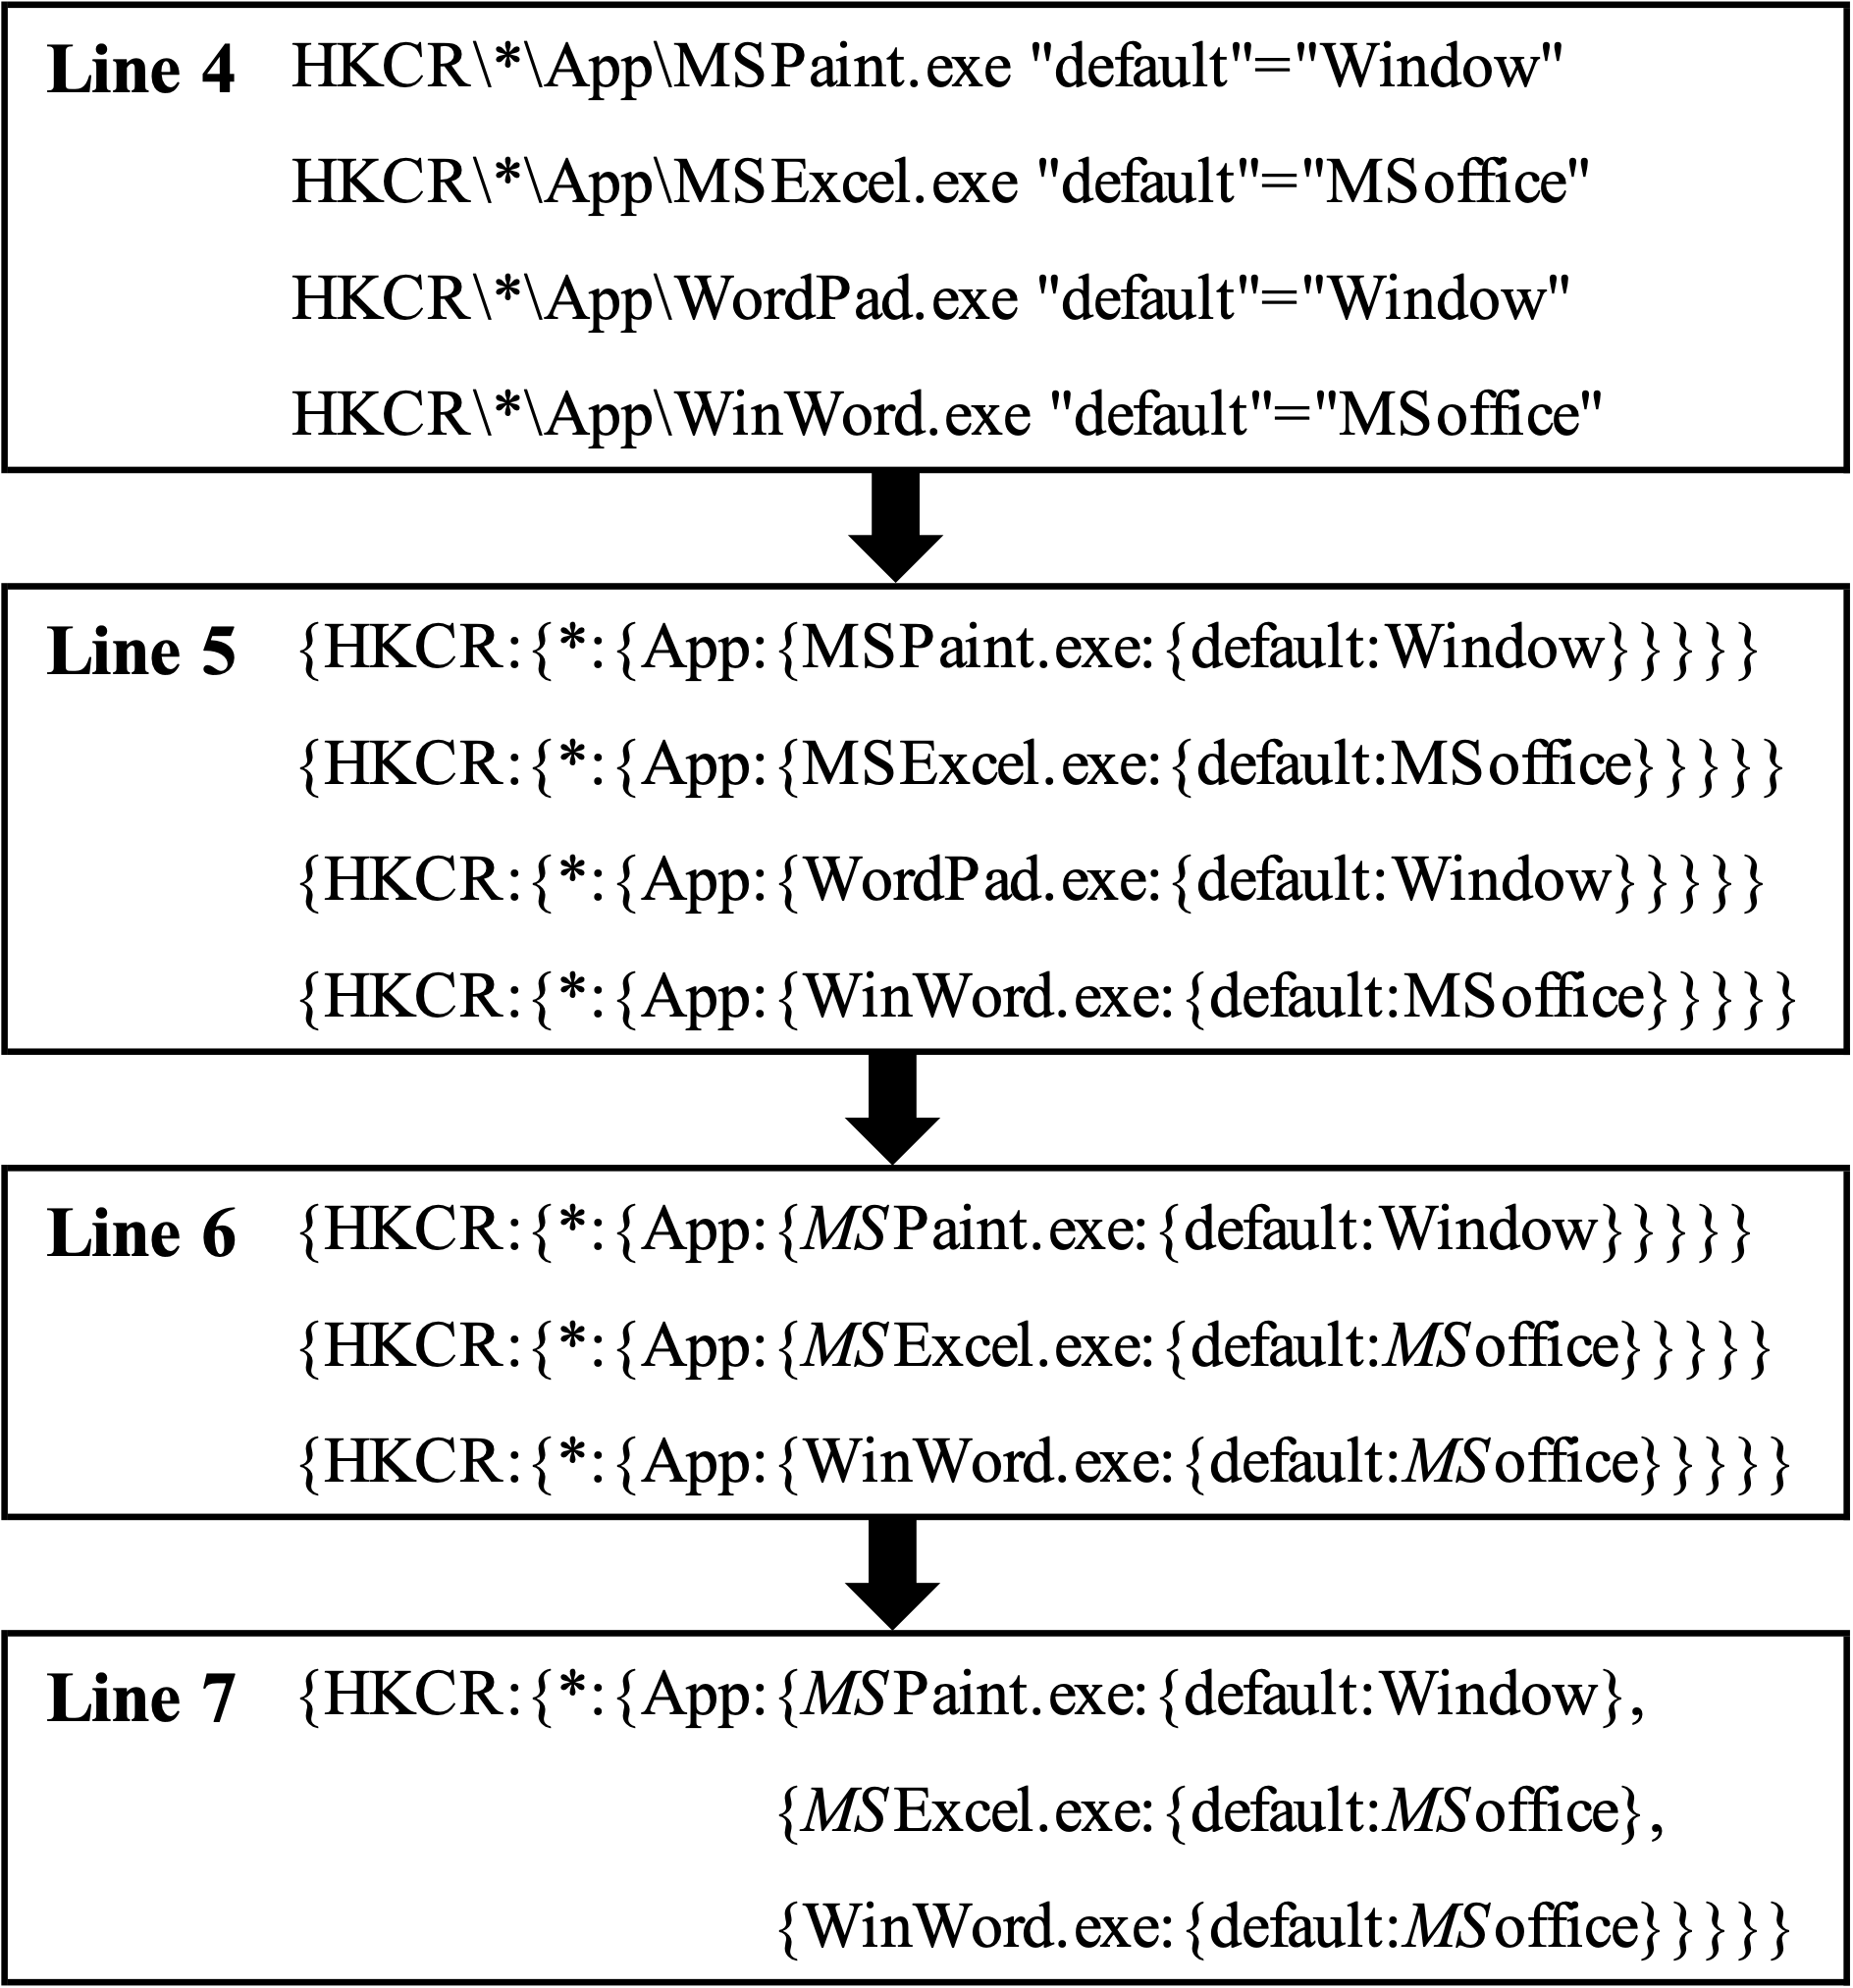 Line 4 HKCR\*\App\MSPaint.exe "default"="Window"
HKCR\*\App\MSExcel.exe "default"="MSoffice"
HKCR\*\App\WordPad.exe "default"="Window"
HKCR\*\App\WinWord.exe "default"="MSoffice"
Line 5 {HKCR:{*:{App:{MSPaint.exe:{default:Window}}}}}
{HKCR:{*:{App:{MSExcel.exe:{default:MSoffice}}}}}
{HKCR:{*:{App:{WordPad.exe:{default:Window}}}}}
{HKCR:{*:{App:{WinWord.exe:{default:MSoffice}}}}}
Line 6 {HKCR:{*:{App:{MSPaint.exe:{default:Window}}}}}
{HKCR:{*:{App:{MSExcel.exe:{default:MSoffice}}}}}
{HKCR:{*:{App:{WinWord.exe:{default:MSoffice}}}}}
Line 7 {HKCR:{*:{App:{MSPaint.exe:{default:Window},
{MSExcel.exe:{default:MSoffice},
{WinWord.exe:{default:MSoffice}}}}}